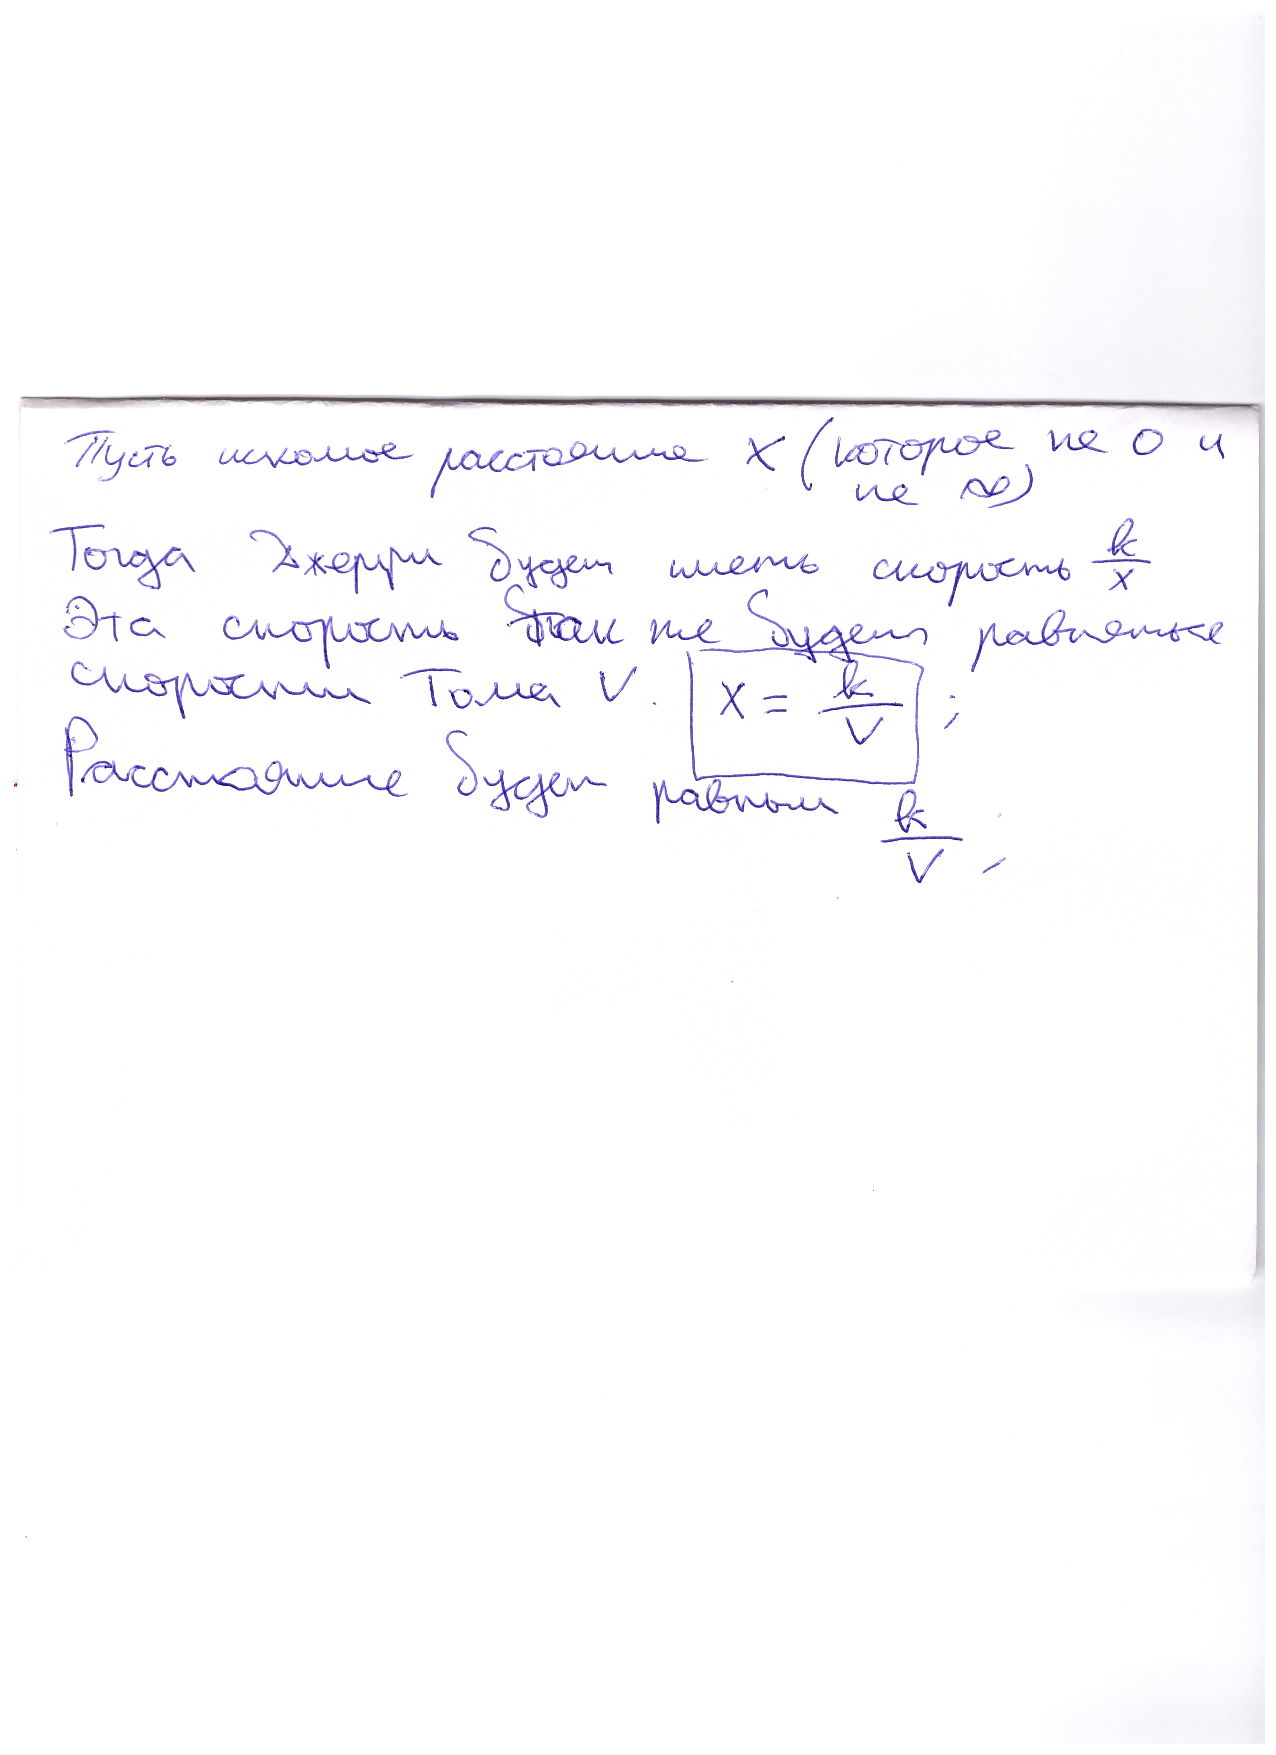 Пусть искомое расстояние X (которое не 0 и
не ∞)
Тогда Джерри будет иметь скорость k/x
Эта скорость так же будет равняться
скорости Тома V. X = k/V ;
Расстояние будет равным k/V ,